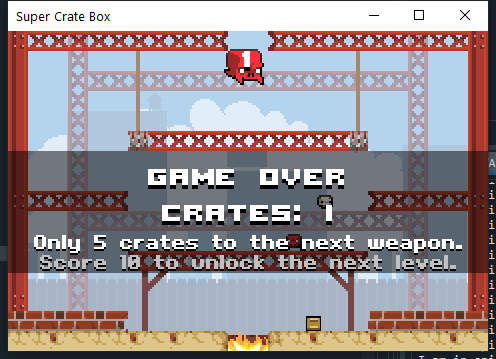 Super Crate Box
GAME OVER
CRATES: 1
Only 5 crates to the next weapon.
Score 10 to unlock the next level.